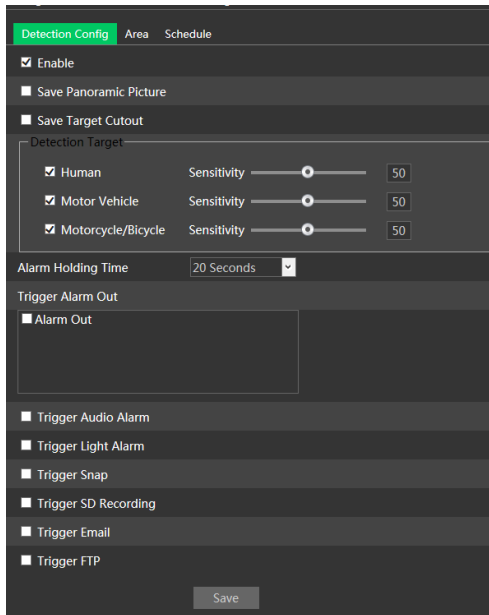 Detection Config Area Schedule
Enable
Save Panoramic Picture
Save Target Cutout
Detection Target
Human Sensitivity 50
Motor Vehicle Sensitivity 50
Motorcycle/Bicycle Sensitivity 50
Alarm Holding Time 20 Seconds
Trigger Alarm Out
Alarm Out
Trigger Audio Alarm
Trigger Light Alarm
Trigger Snap
Trigger SD Recording
Trigger Email
Trigger FTP
Save